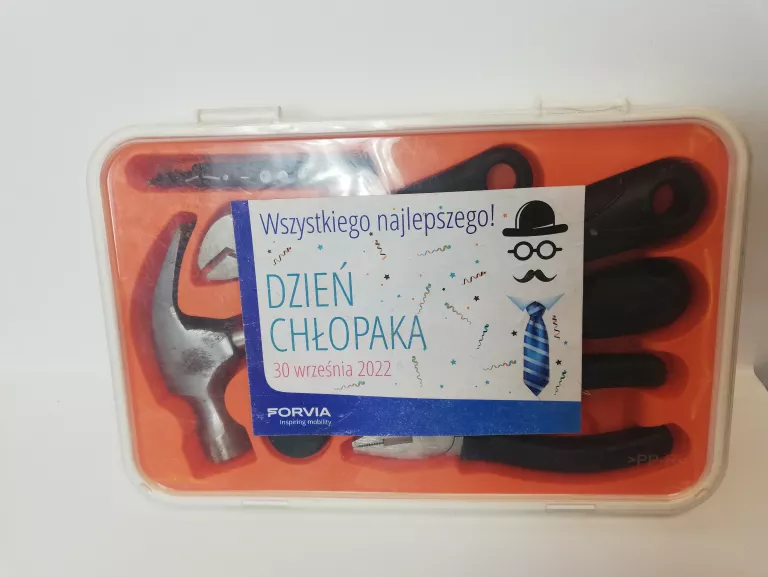 Wszystkiego najlepszego!
DZIEŃ
CHŁOPAKA
30 września 2022
FORVIA
Inspiring mobility